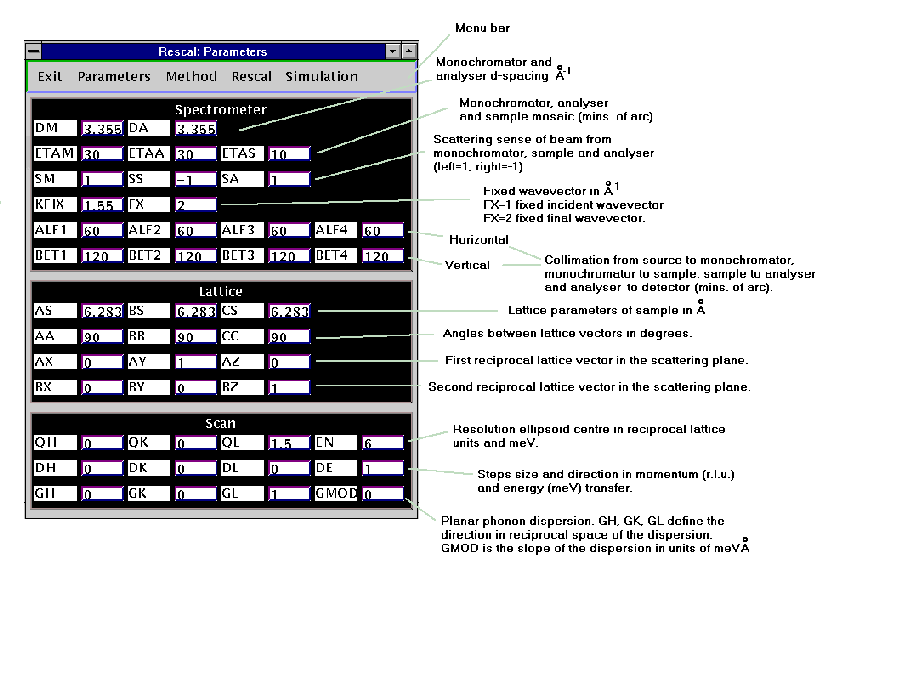 Menu bar
Rescal: Parameters
Monochromator and
analyser d-spacing Å-1
Exit Parameters Method Rescal Simulation
Spectrometer
Monochromator, analyser
and sample mosaic (mins. of arc)
DM 3.355 DA 3.355
Scattering sense of beam from
monochromator, sample and analyser
(left=1, right=-1)
ETAM 30 ETAA 30 ETAS 10
SM 1 SS -1 SA 1
Fixed wavevector in Å-1
FX=1 fixed incident wavevector
FX=2 fixed final wavevector.
KFIX 1.55 FX 2
ALF1 60 ALF2 60 ALF3 60 ALF4 60
Horizontal
BET1 120 BET2 120 BET3 120 BET4 120
Vertical
Collimation from source to monochromator,
monochromator to sample, sample to analyser
and analyser to detector (mins. of arc).
Lattice
AS 6.283 BS 6.283 CS 6.283
Lattice parameters of sample in Å
AA 90 BB 90 CC 90
Angles between lattice vectors in degrees.
AX 0 AY 1 AZ 0
First reciprocal lattice vector in the scattering plane.
BX 0 BY 0 BZ 1
Second reciprocal lattice vector in the scattering plane.
Scan
QH 0 QK 0 QL 1.5 EN 6
Resolution ellipsoid centre in reciprocal lattice
units and meV.
DH 0 DK 0 DL 0 DE 1
Steps size and direction in momentum (r.l.u.)
and energy (meV) transfer.
GH 0 GK 0 GL 1 GMOD 0
Planar phonon dispersion. GH, GK, GL define the
direction in reciprocal space of the dispersion.
GMOD is the slope of the dispersion in units of meVÅ